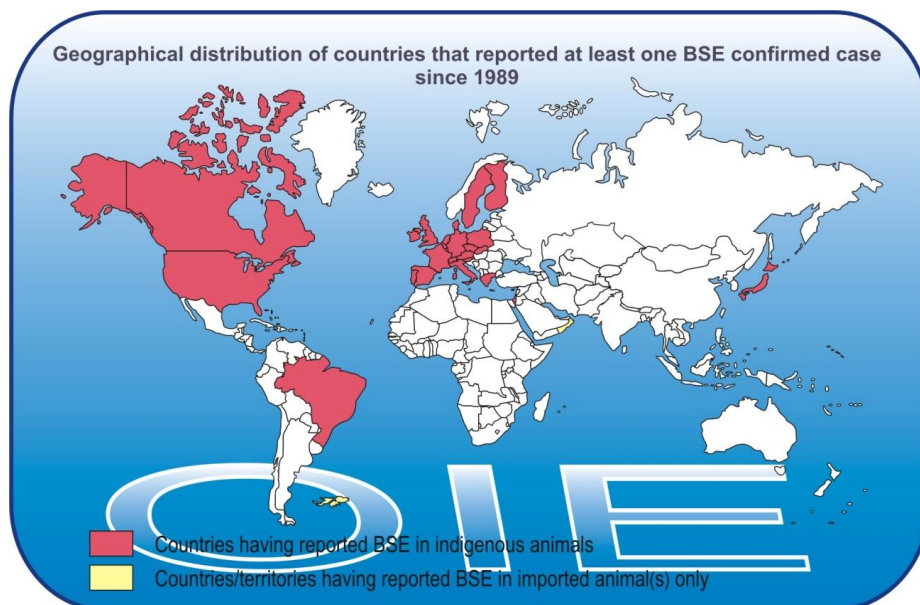 Geographical distribution of countries that reported at least one BSE confirmed case
since 1989
OIE
Countries having reported BSE in indigenous animals
Countries/territories having reported BSE in imported animal(s) only